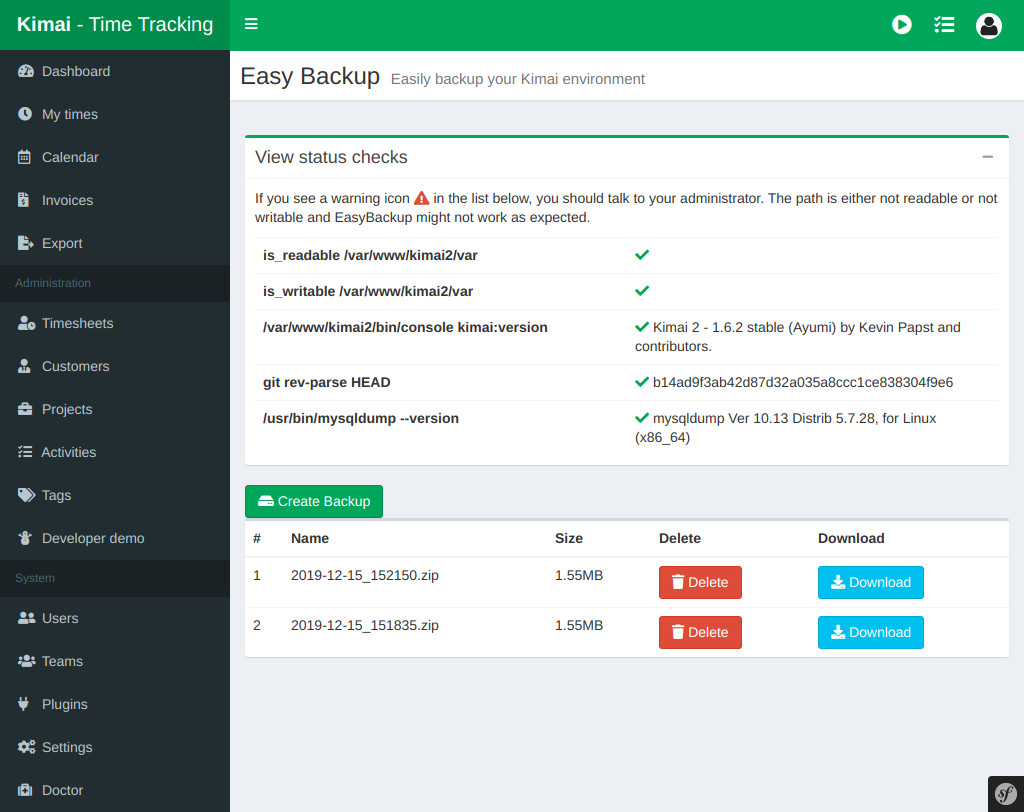 Kimai - Time Tracking
Dashboard
My times
Calendar
Invoices
Export
Administration
Timesheets
Customers
Projects
Activities
Tags
Developer demo
System
Users
Teams
Plugins
Settings
Doctor
Easy Backup Easily backup your Kimai environment
View status checks
If you see a warning icon in the list below, you should talk to your administrator. The path is either not readable or not
writable and EasyBackup might not work as expected.
is_readable /var/www/kimai2/var
is_writable /var/www/kimai2/var
/var/www/kimai2/bin/console kimai:version Kimai 2 - 1.6.2 stable (Ayumi) by Kevin Papst and
contributors.
git rev-parse HEAD b14ad9f3ab42d87d32a035a8ccc1ce838304f9e6
/usr/bin/mysqldump --version mysqldump Ver 10.13 Distrib 5.7.28, for Linux
(x86_64)
Create Backup
# Name Size Delete Download
1 2019-12-15_152150.zip 1.55MB Delete Download
2 2019-12-15_151835.zip 1.55MB Delete Download
sf